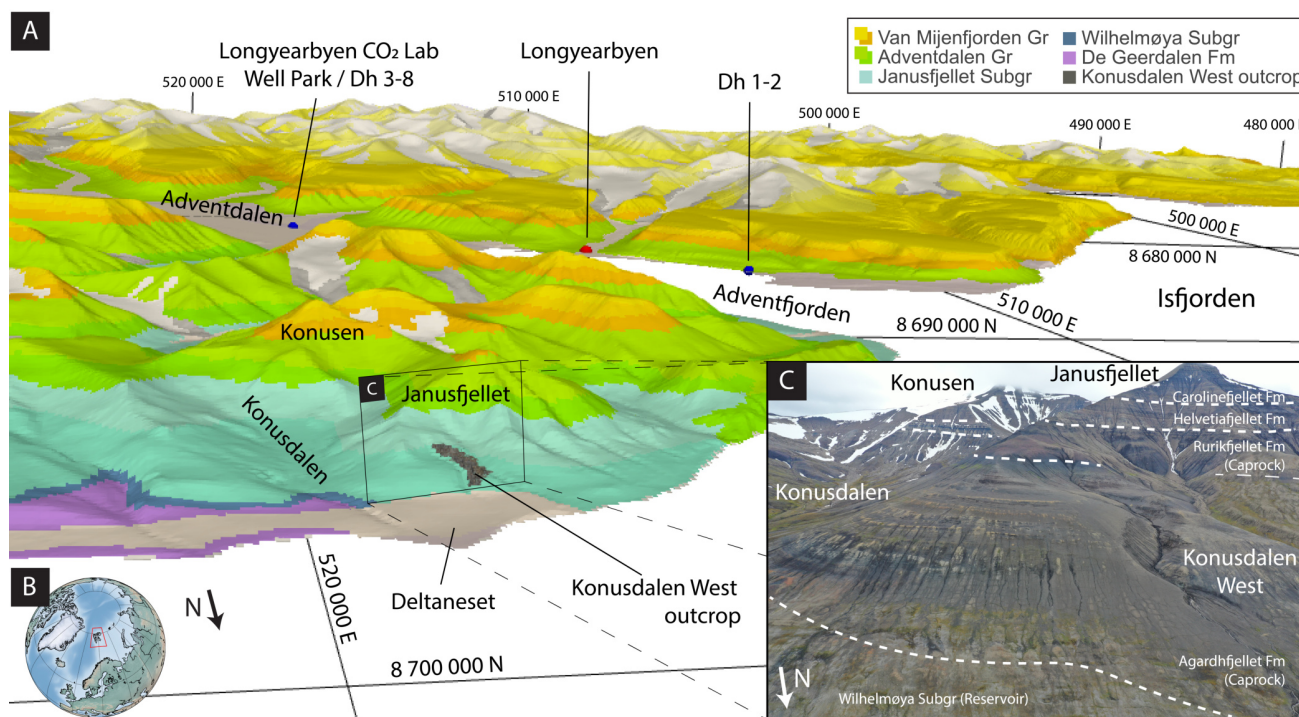 A
Longyearbyen CO₂ Lab
Well Park / Dh 3-8
Longyearbyen
Dh 1-2
Van Mijenfjorden Gr
Adventdalen Gr
Janusfjellet Subgr
Wilhelmøya Subgr
De Geerdalen Fm
Konusdalen West outcrop
520 000 E
510 000 E
500 000 E
490 000 E
480 000 E
Adventdalen
500 000 E
8 680 000 N
Adventfjorden
510 000 E
Isfjorden
8 690 000 N
Konusen
C
Janusfjellet
Konusdalen
B
N
520 000 E
Deltaneset
Konusdalen West
outcrop
8 700 000 N
C
Konusen
Janusfjellet
Carolinefjellet Fm
Helvetiafjellet Fm
Rurikfjellet Fm
(Caprock)
Konusdalen
Konusdalen
West
Agardhfjellet Fm
(Caprock)
N
Wilhelmøya Subgr (Reservoir)